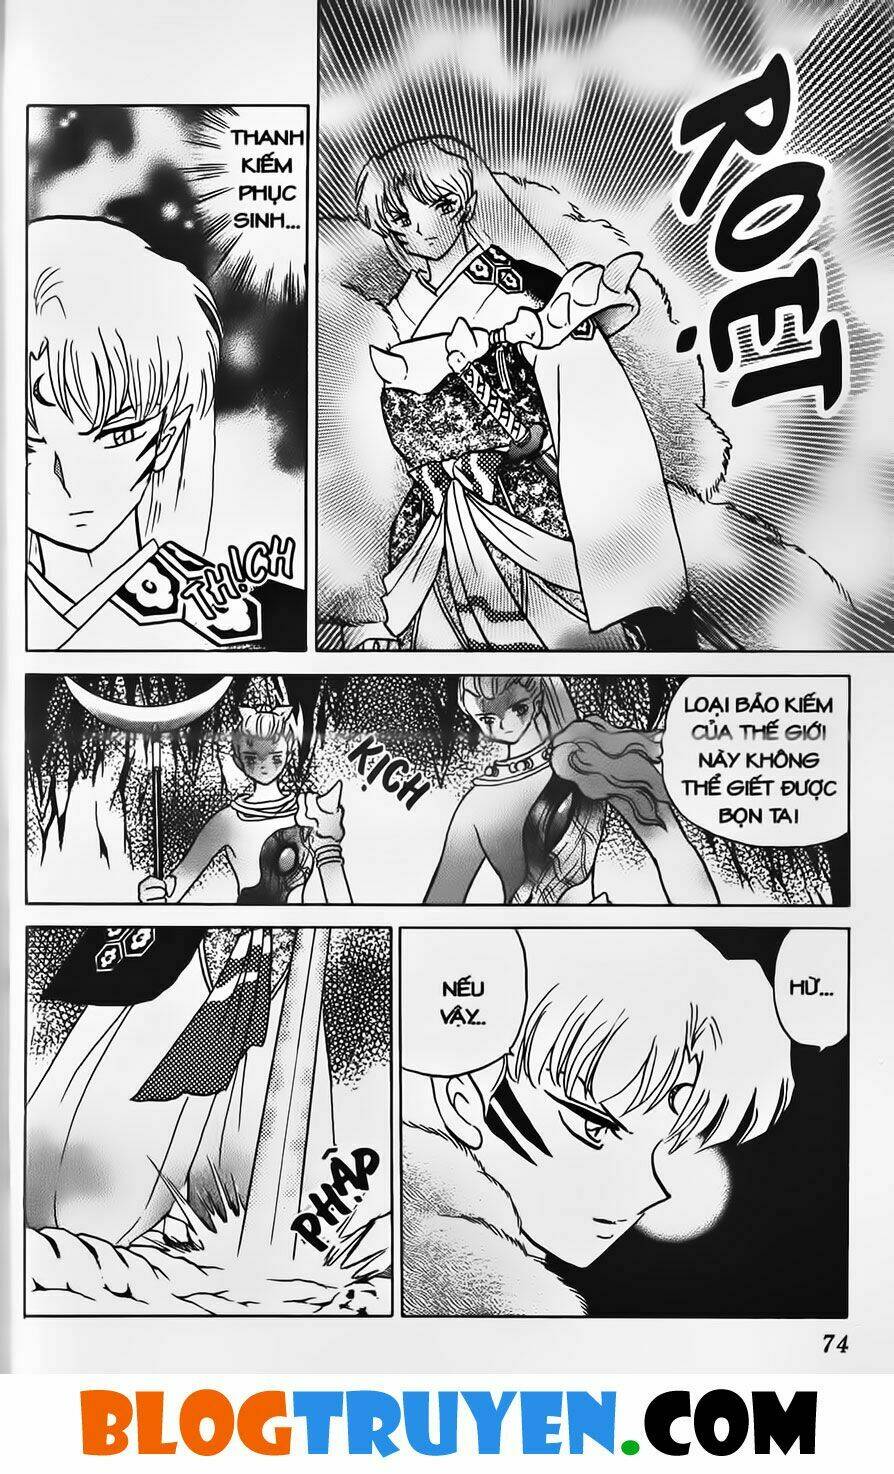 ROẸT
THANH
KIẾM
PHỤC
SINH...
THỊCH
LOẠI BẢO KIẾM
CỦA THẾ GIỚI
NÀY KHÔNG
THỂ GIẾT ĐƯỢC
BỌN TA!
KỊCH
HỪ...
NẾU
VẬY...
PHẬP
74
BLOGTRUYEN.COM